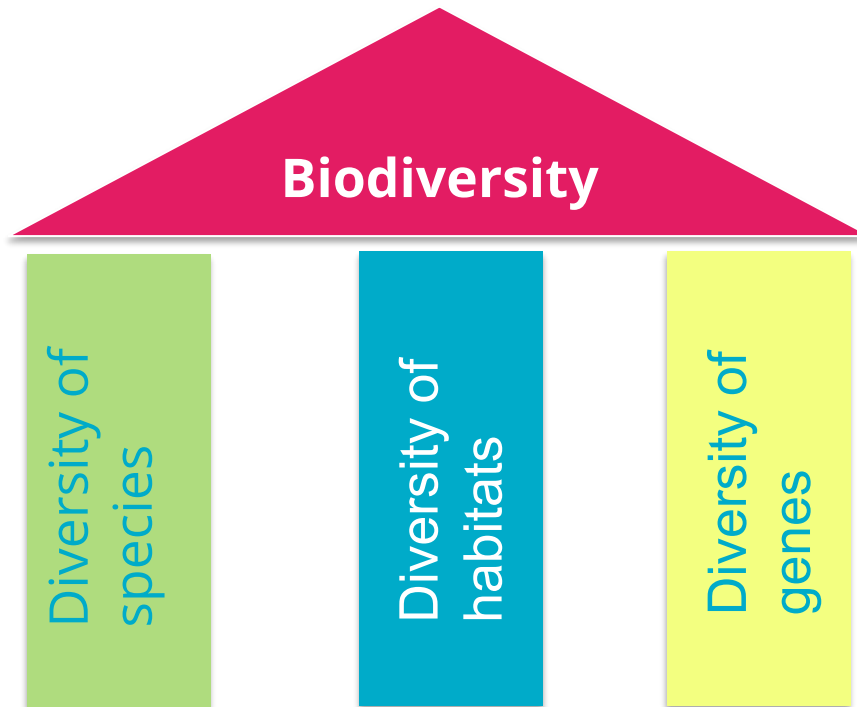 Biodiversity
Diversity of
species
Diversity of
habitats
Diversity of
genes